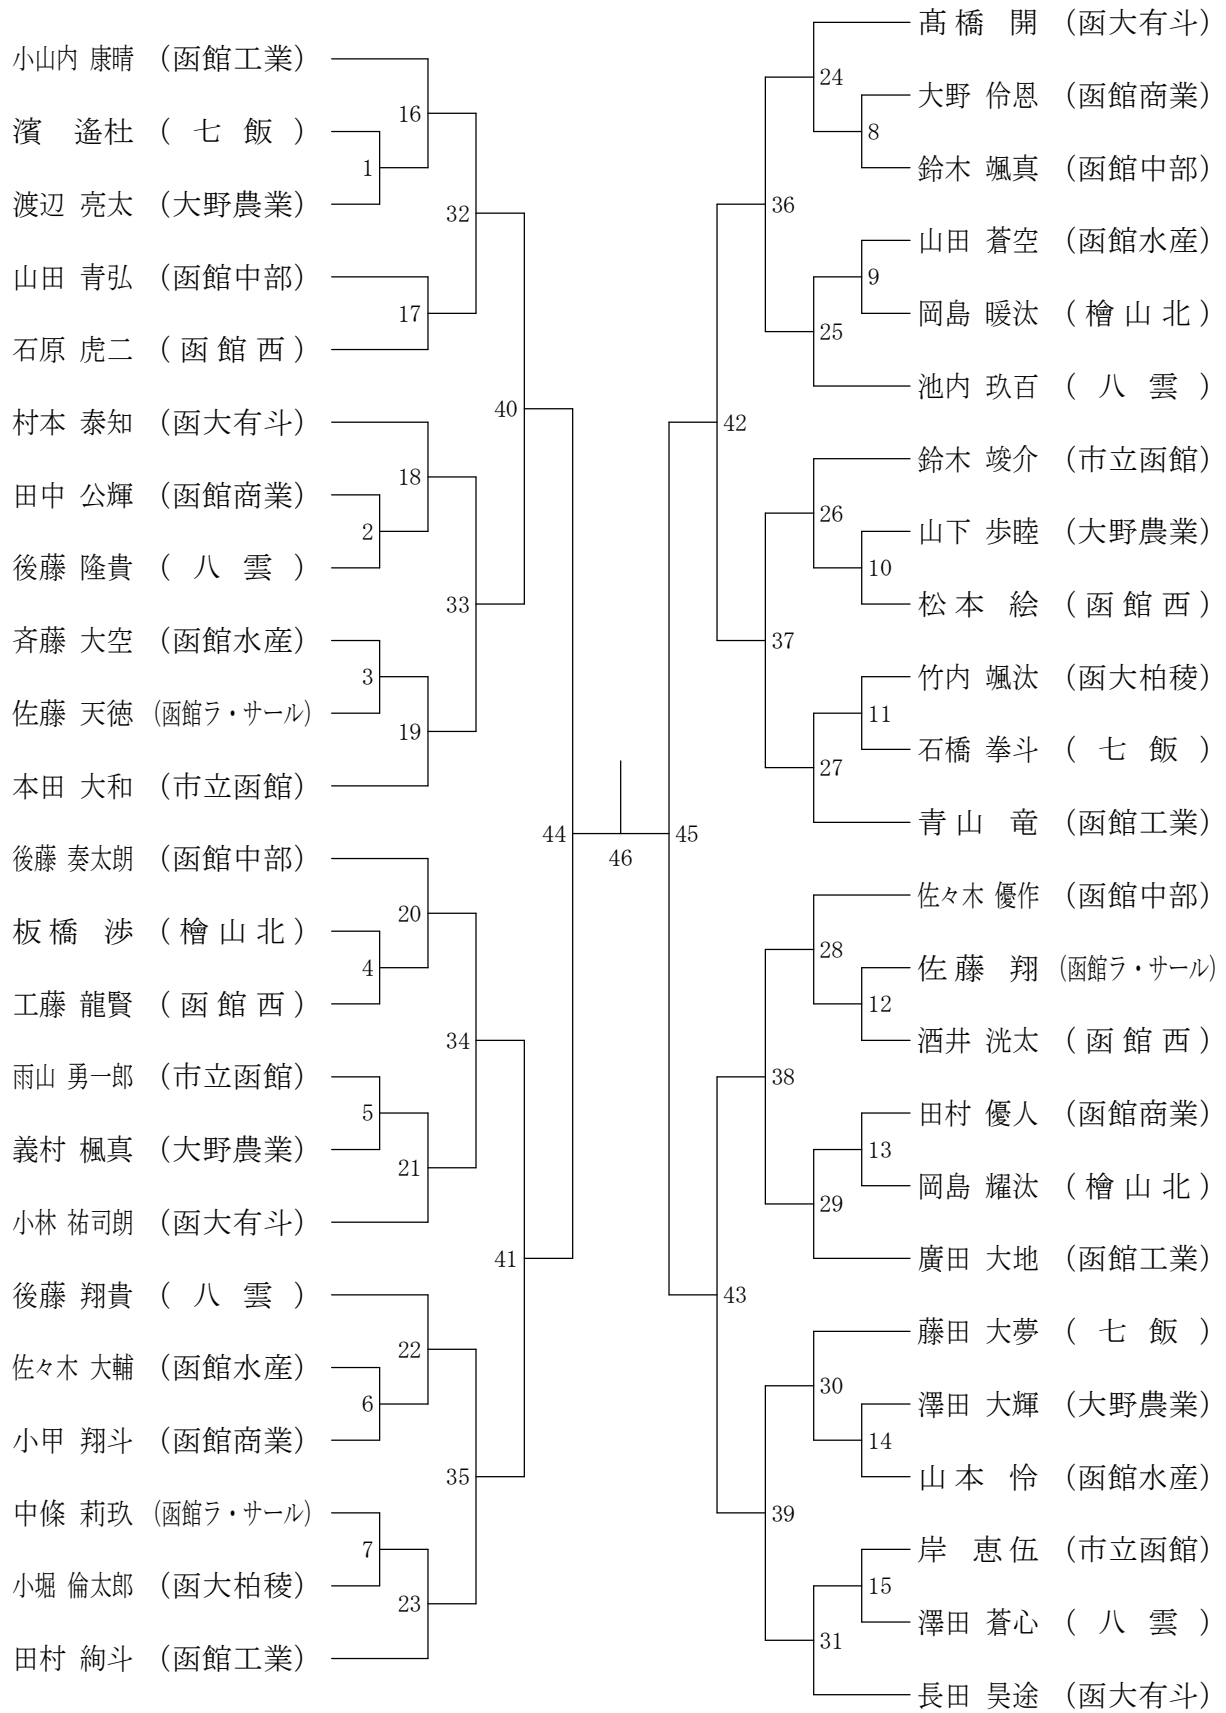 小山内 康晴 (函館工業)
濱 遙杜 (七飯)
渡辺 亮太 (大野農業)
山田 青弘 (函館中部)
石原 虎二 (函館西)
村本 泰知 (函大有斗)
田中 公輝 (函館商業)
後藤 隆貴 (八雲)
斉藤 大空 (函館水産)
佐藤 天徳 (函館ラ・サール)
本田 大和 (市立函館)
後藤 奏太朗 (函館中部)
板橋 渉 (檜山北)
工藤 龍賢 (函館西)
雨山 勇一郎 (市立函館)
義村 楓真 (大野農業)
小林 祐司朗 (函大有斗)
後藤 翔貴 (八雲)
佐々木 大輔 (函館水産)
小甲 翔斗 (函館商業)
中條 莉玖 (函館ラ・サール)
小堀 倫太郎 (函大柏稜)
田村 絢斗 (函館工業)
1
2
3
4
5
6
7
16
17
18
19
20
21
22
23
32
33
34
35
40
41
44
46
45
42
43
36
37
38
39
24
25
26
27
28
29
30
31
8
9
10
11
12
13
14
15
髙橋 開 (函大有斗)
大野 伶恩 (函館商業)
鈴木 颯真 (函館中部)
山田 蒼空 (函館水産)
岡島 暖汰 (檜山北)
池内 玖百 (八雲)
鈴木 竣介 (市立函館)
山下 歩睦 (大野農業)
松本 絵 (函館西)
竹内 颯汰 (函大柏稜)
石橋 拳斗 (七飯)
青山 竜 (函館工業)
佐々木 優作 (函館中部)
佐藤 翔 (函館ラ・サール)
酒井 洸太 (函館西)
田村 優人 (函館商業)
岡島 耀汰 (檜山北)
廣田 大地 (函館工業)
藤田 大夢 (七飯)
澤田 大輝 (大野農業)
山本 怜 (函館水産)
岸 恵伍 (市立函館)
澤田 蒼心 (八雲)
長田 昊途 (函大有斗)